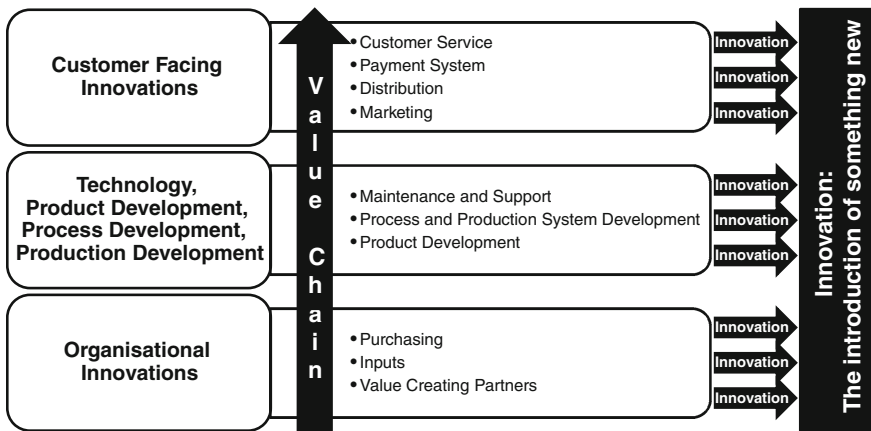 Customer Facing
Innovations
• Customer Service
• Payment System
• Distribution
• Marketing
Innovation
Innovation
Innovation
Technology,
Product Development,
Process Development,
Production Development
• Maintenance and Support
• Process and Production System Development
• Product Development
Innovation
Innovation
Innovation
Organisational
Innovations
• Purchasing
• Inputs
• Value Creating Partners
Innovation
Innovation
Innovation
Value Chain
Innovation:
The introduction of something new